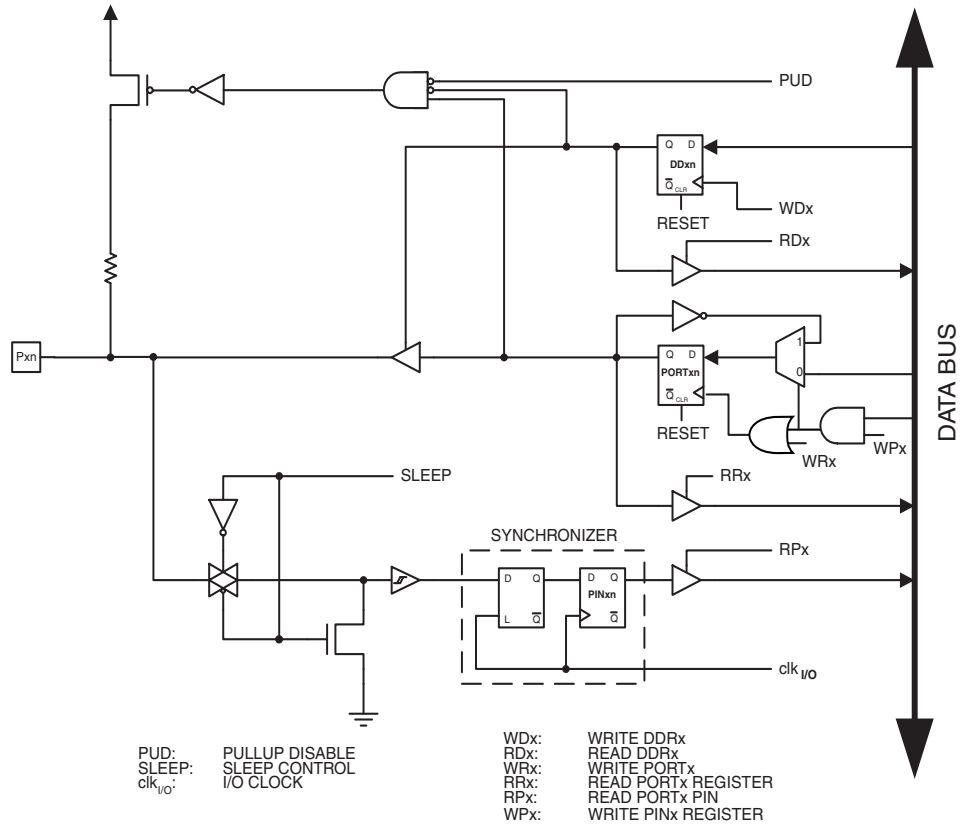 PUD
Q D
DDxn
Q CLR
WDx
RESET
RDx
Pxn
1
Q D
PORTxn
0
Q CLR
RESET
WRx
WPx
DATA BUS
SLEEP
RRx
SYNCHRONIZER
RPx
D Q
D Q
PINxn
L Q
Q
clk I/O
PUD: PULLUP DISABLE
SLEEP: SLEEP CONTROL
clkI/O: I/O CLOCK
WDx: WRITE DDRx
RDx: READ DDRx
WRx: WRITE PORTx
RRx: READ PORTx REGISTER
RPx: READ PORTx PIN
WPx: WRITE PINx REGISTER